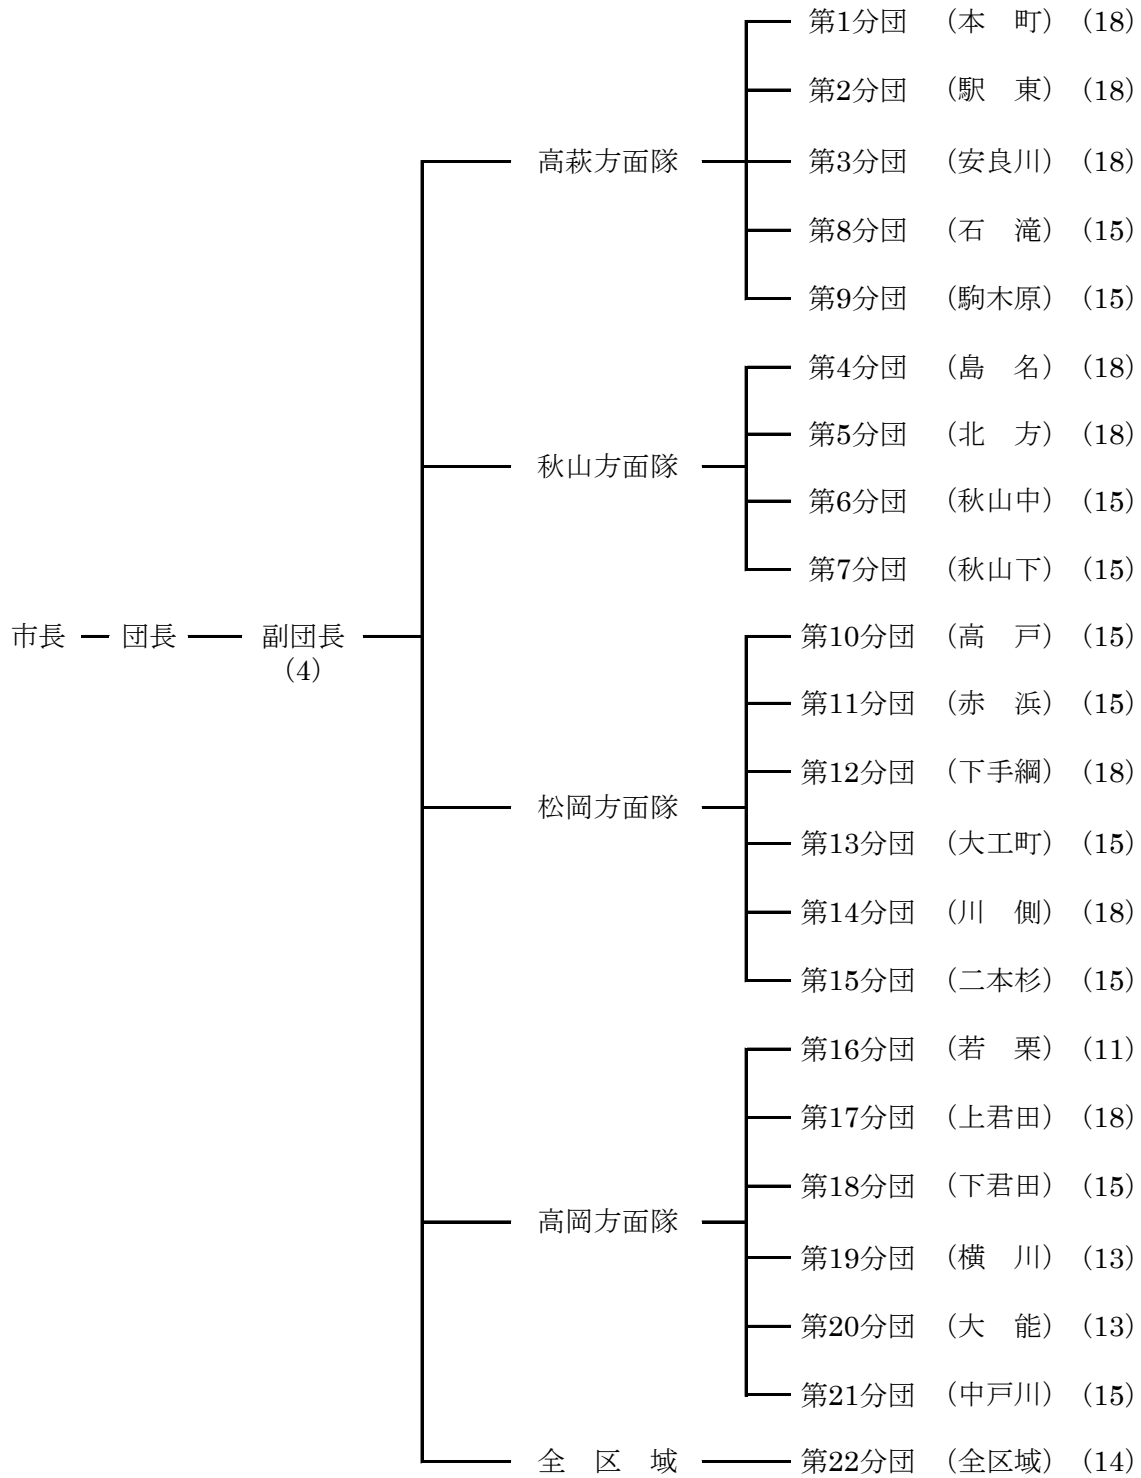 第1分団 （本　町） (18)
第2分団 （駅　東） (18)
高萩方面隊 第3分団 （安良川） (18)
第8分団 （石　滝） (15)
第9分団 （駒木原） (15)
第4分団 （島　名） (18)
第5分団 （北　方） (18)
秋山方面隊
第6分団 （秋山中） (15)
第7分団 （秋山下） (15)
市長 団長 副団長 第10分団 （高　戸） (15)
(4)
第11分団 （赤　浜） (15)
第12分団 （下手綱） (18)
松岡方面隊
第13分団 （大工町） (15)
第14分団 （川　側） (18)
第15分団 （二本杉） (15)
第16分団 （若　栗） (11)
第17分団 （上君田） (18)
第18分団 （下君田） (15)
高岡方面隊
第19分団 （横　川） (13)
第20分団 （大　能） (13)
第21分団 （中戸川） (15)
全　区　域 第22分団 （全区域） (14)